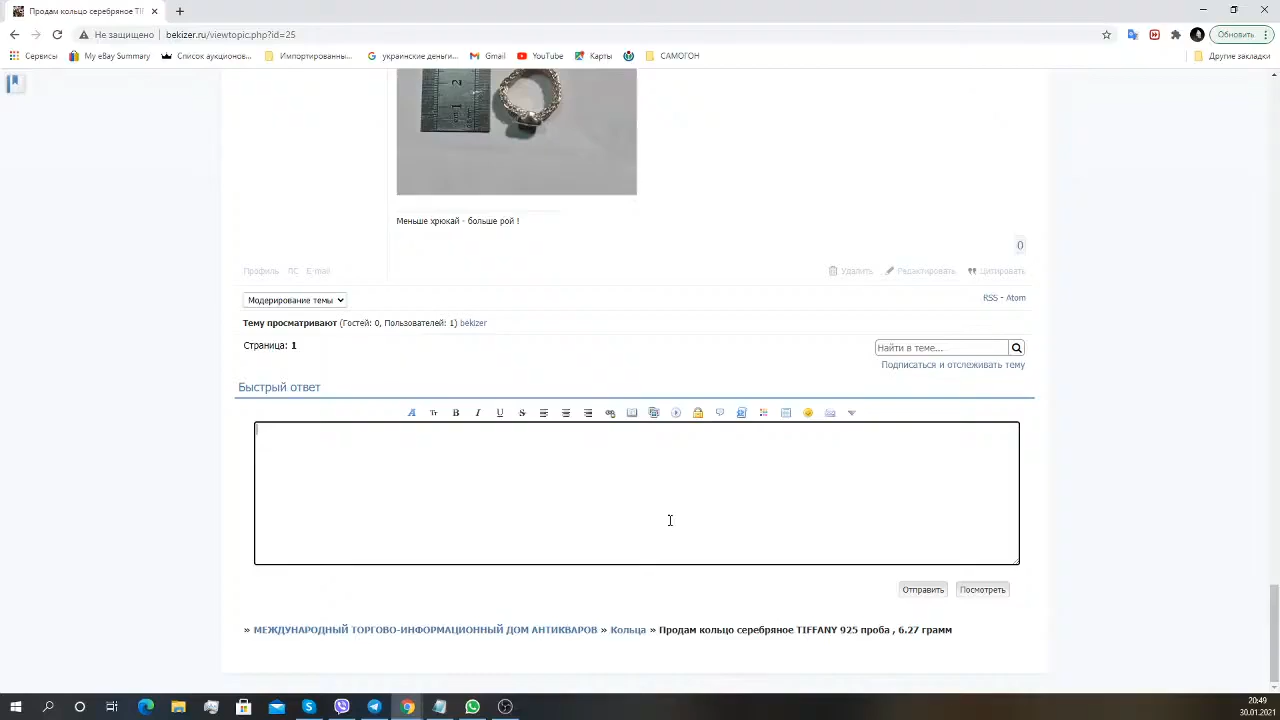 Продам кольцо серебряное TIF
Не защищено
bekizer.ru/viewtopic.php?id=25
Обновить
Сервисы
My eBay Summary
Список аукционов...
Импортированны...
украинские деньги...
Gmail
YouTube
Карты
САМОГОН
Другие закладки
2
1
Меньше хрюкай - больше рой !
0
Профиль ПС E-mail
Удалить Редактировать Цитировать
Модерирование темы
RSS - Atom
Тему просматривают (Гостей: 0, Пользователей: 1) bekizer
Страница: 1
Найти в теме...
Подписаться и отслеживать тему
Быстрый ответ
Отправить Посмотреть
» МЕЖДУНАРОДНЫЙ ТОРГОВО-ИНФОРМАЦИОННЫЙ ДОМ АНТИКВАРОВ » Кольца » Продам кольцо серебряное TIFFANY 925 проба , 6.27 грамм
20:49
30.01.2021